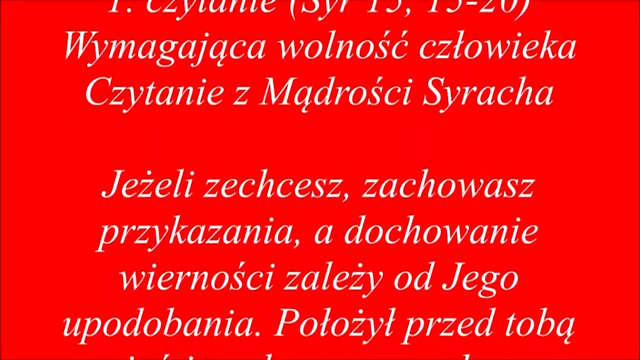 1. czytanie (Syr 15, 15-20)
Wymagająca wolność człowieka
Czytanie z Mądrości Syracha
Jeżeli zechcesz, zachowasz
przykazania, a dochowanie
wierności zależy od Jego
upodobania. Położył przed tobą